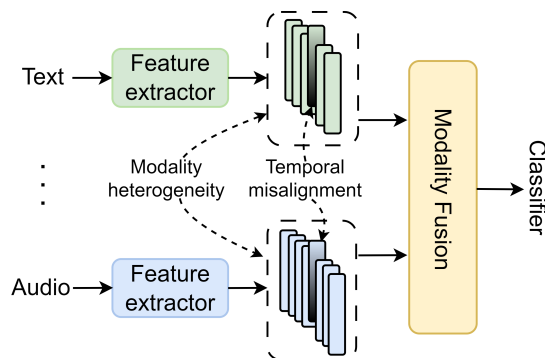 Text
Feature
extractor
Modality
heterogeneity
Temporal
misalignment
Audio
Feature
extractor
Modality Fusion
Classifier